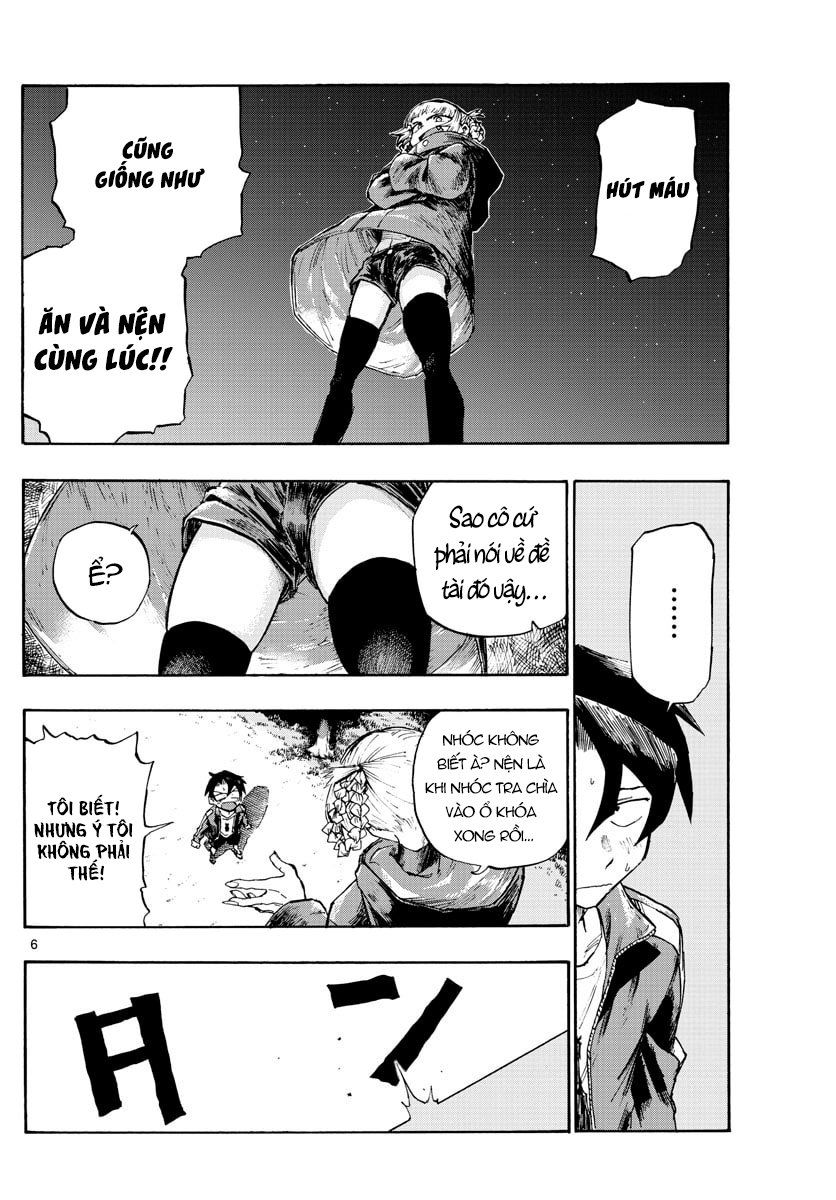 HÚT MÁU
CŨNG
GIỐNG NHƯ
ĂN VÀ NỆN
CÙNG LÚC!!
......
Sao cô cứ
phải nói về đề
tài đó vậy...
Ể?
NHÓC KHÔNG
BIẾT À? NỆN LÀ
KHI NHÓC TRA CHÌA
VÀO Ổ KHÓA
XONG RỒI...
TÔI BIẾT!
NHƯNG Ý TÔI
KHÔNG PHẢI
THẾ!
6
タン